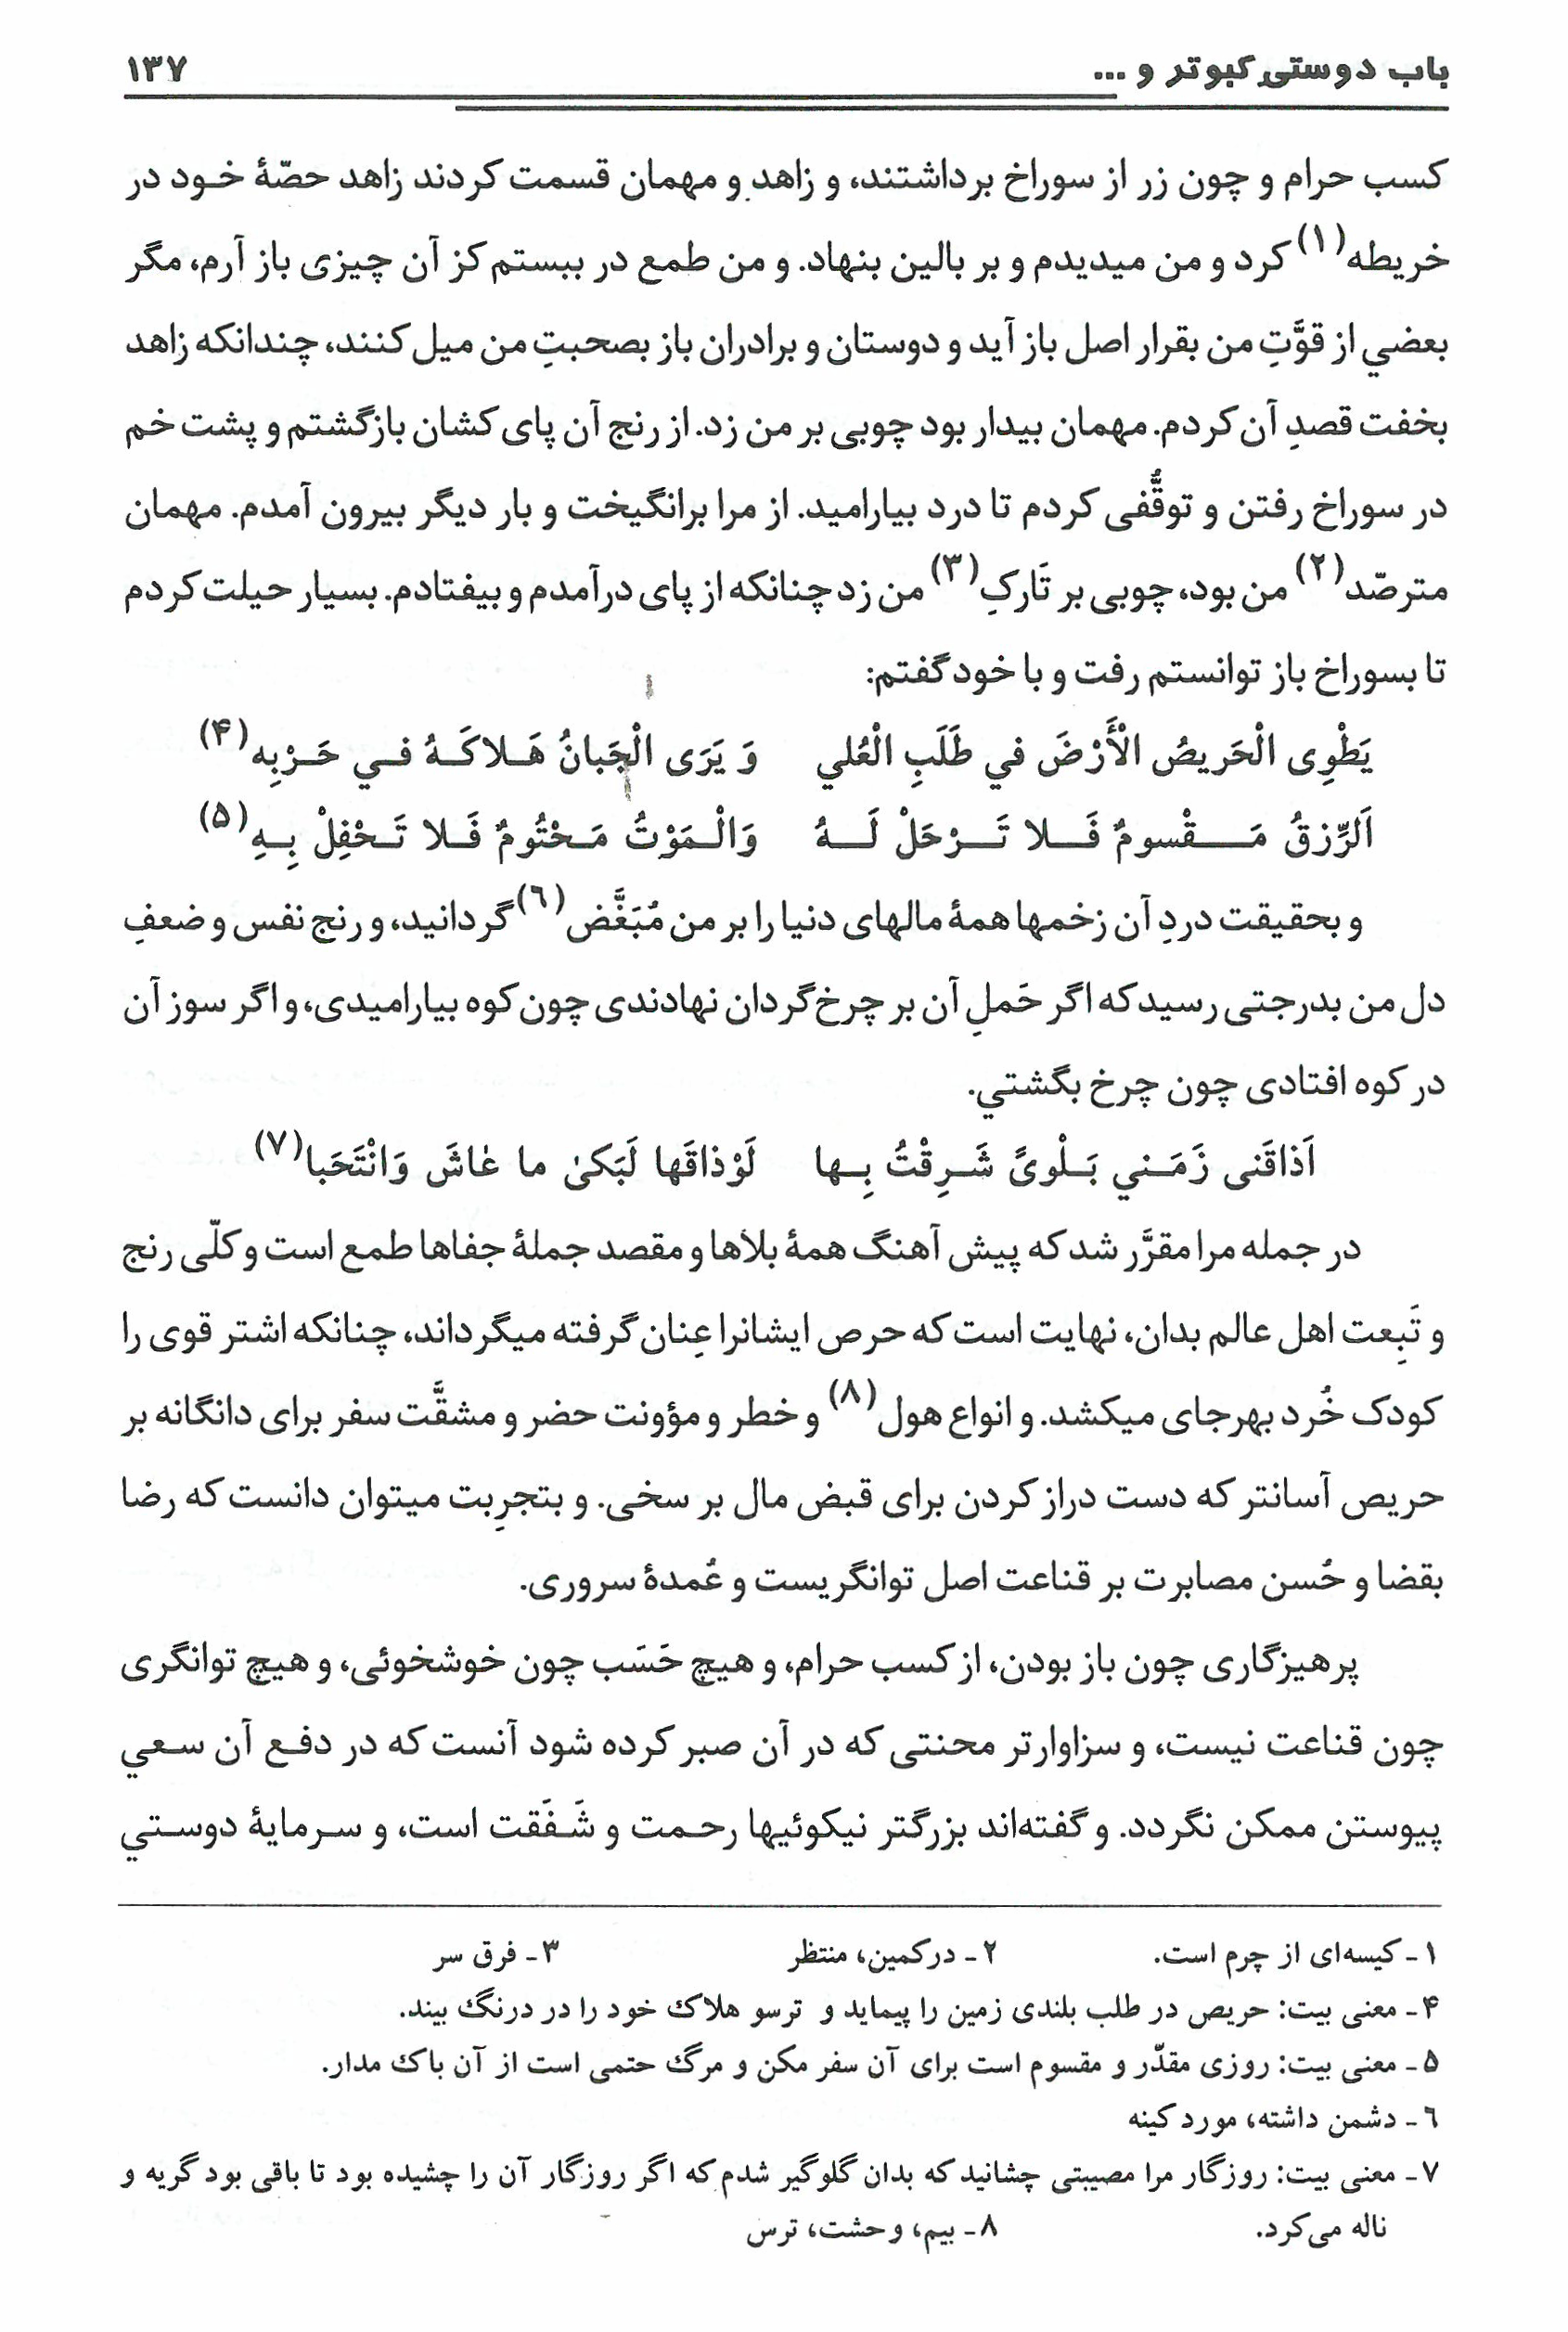 باب دوستیِ کبوتر و ... ۱۳۷
کسب حرام و چون زر از سوراخ برداشتند، و زاهد و مهمان قسمت کردند زاهد حصّهٔ خود در
خریطه(۱) کرد و من میدیدم و بر بالین بنهاد. و من طمع در ببستم کز آن چیزی باز آرم، مگر
بعضي از قوَّتِ من بقرار اصل باز آید و دوستان و برادران باز بصحبتِ من میل کنند، چندانکه زاهد
بخفت قصدِ آن کردم. مهمان بیدار بود چوبی بر من زد. از رنج آن پای کشان بازگشتم و پشت خم
در سوراخ رفتن و توقُّفی کردم تا درد بیارامید. از مرا برانگیخت و بار دیگر بیرون آمدم. مهمان
مترصّد(۲) من بود، چوبی بر تَارکِ(۳) من زد چنانکه از پای درآمدم و بیفتادم. بسیار حیلت کردم
تا بسوراخ باز توانستم رفت و با خود گفتم:
یَطْوِی الْحَریصُ الْأَرْضَ في طَلَبِ الْعُلي وَ یَرَی الْجَبانُ هَلاکَهُ في حَرْبِه(۴)
اَلرِّزقُ مَقْسومٌ فَلا تَرْحَلْ لَهُ وَالْمَوْتُ مَحْتُومٌ فَلا تَحْفِلْ بِهِ(۵)
و بحقیقت دردِ آن زخمها همهٔ مالهای دنیا را بر من مُبَغَّض(٦) گردانید، و رنج نفس و ضعفِ
دل من بدرجتی رسید که اگر حَملِ آن بر چرخ گردان نهادندی چون کوه بیارامیدی، و اگر سوز آن
در کوه افتادی چون چرخ بگشتي.
اَذاقَنی زَمَني بَلْویً شَرِقْتُ بِها لَوْ ذاقَها لَبَکیٰ ما عٰاشَ وَانْتَحَبا(۷)
در جمله مرا مقرَّر شد که پیش آهنگ همهٔ بلاها و مقصد جملهٔ جفاها طمع است و کلّی رنج
و تَبِعت اهل عالم بدان، نهایت است که حرص ایشانرا عِنان گرفته میگرداند، چنانکه اشتر قوی را
کودک خُرد بهرجای میکشد. و انواع هول(۸) و خطر و مؤونت حضر و مشقَّت سفر برای دانگانه بر
حریص آسانتر که دست دراز کردن برای قبض مال بر سخی. و بتجرِبت میتوان دانست که رضا
بقضا و حُسن مصابرت بر قناعت اصل توانگریست و عُمدهٔ سروری.
پرهیزگاری چون باز بودن، از کسب حرام، و هیچ حَسَب چون خوشخوئی، و هیچ توانگری
چون قناعت نیست، و سزاوارتر محنتی که در آن صبر کرده شود آنست که در دفع آن سعي
پیوستن ممکن نگردد. و گفته‌اند بزرگتر نیکوئیها رحمت و شَفَقت است، و سرمایهٔ دوستي
۱ـ کیسه‌ای از چرم است. ۲ـ درکمین، منتظر ۳ـ فرق سر
۴ـ معنی بیت: حریص در طلب بلندی زمین را پیماید و ترسو هلاک خود را در درنگ بیند.
۵ـ معنی بیت: روزی مقدّر و مقسوم است برای آن سفر مکن و مرگ حتمی است از آن باک مدار.
٦ـ دشمن داشته، مورد کینه
۷ـ معنی بیت: روزگار مرا مصیبتی چشانید که بدان گلوگیر شدم که اگر روزگار آن را چشیده بود تا باقی بود گریه و
ناله می‌کرد. ۸ـ بیم، وحشت، ترس